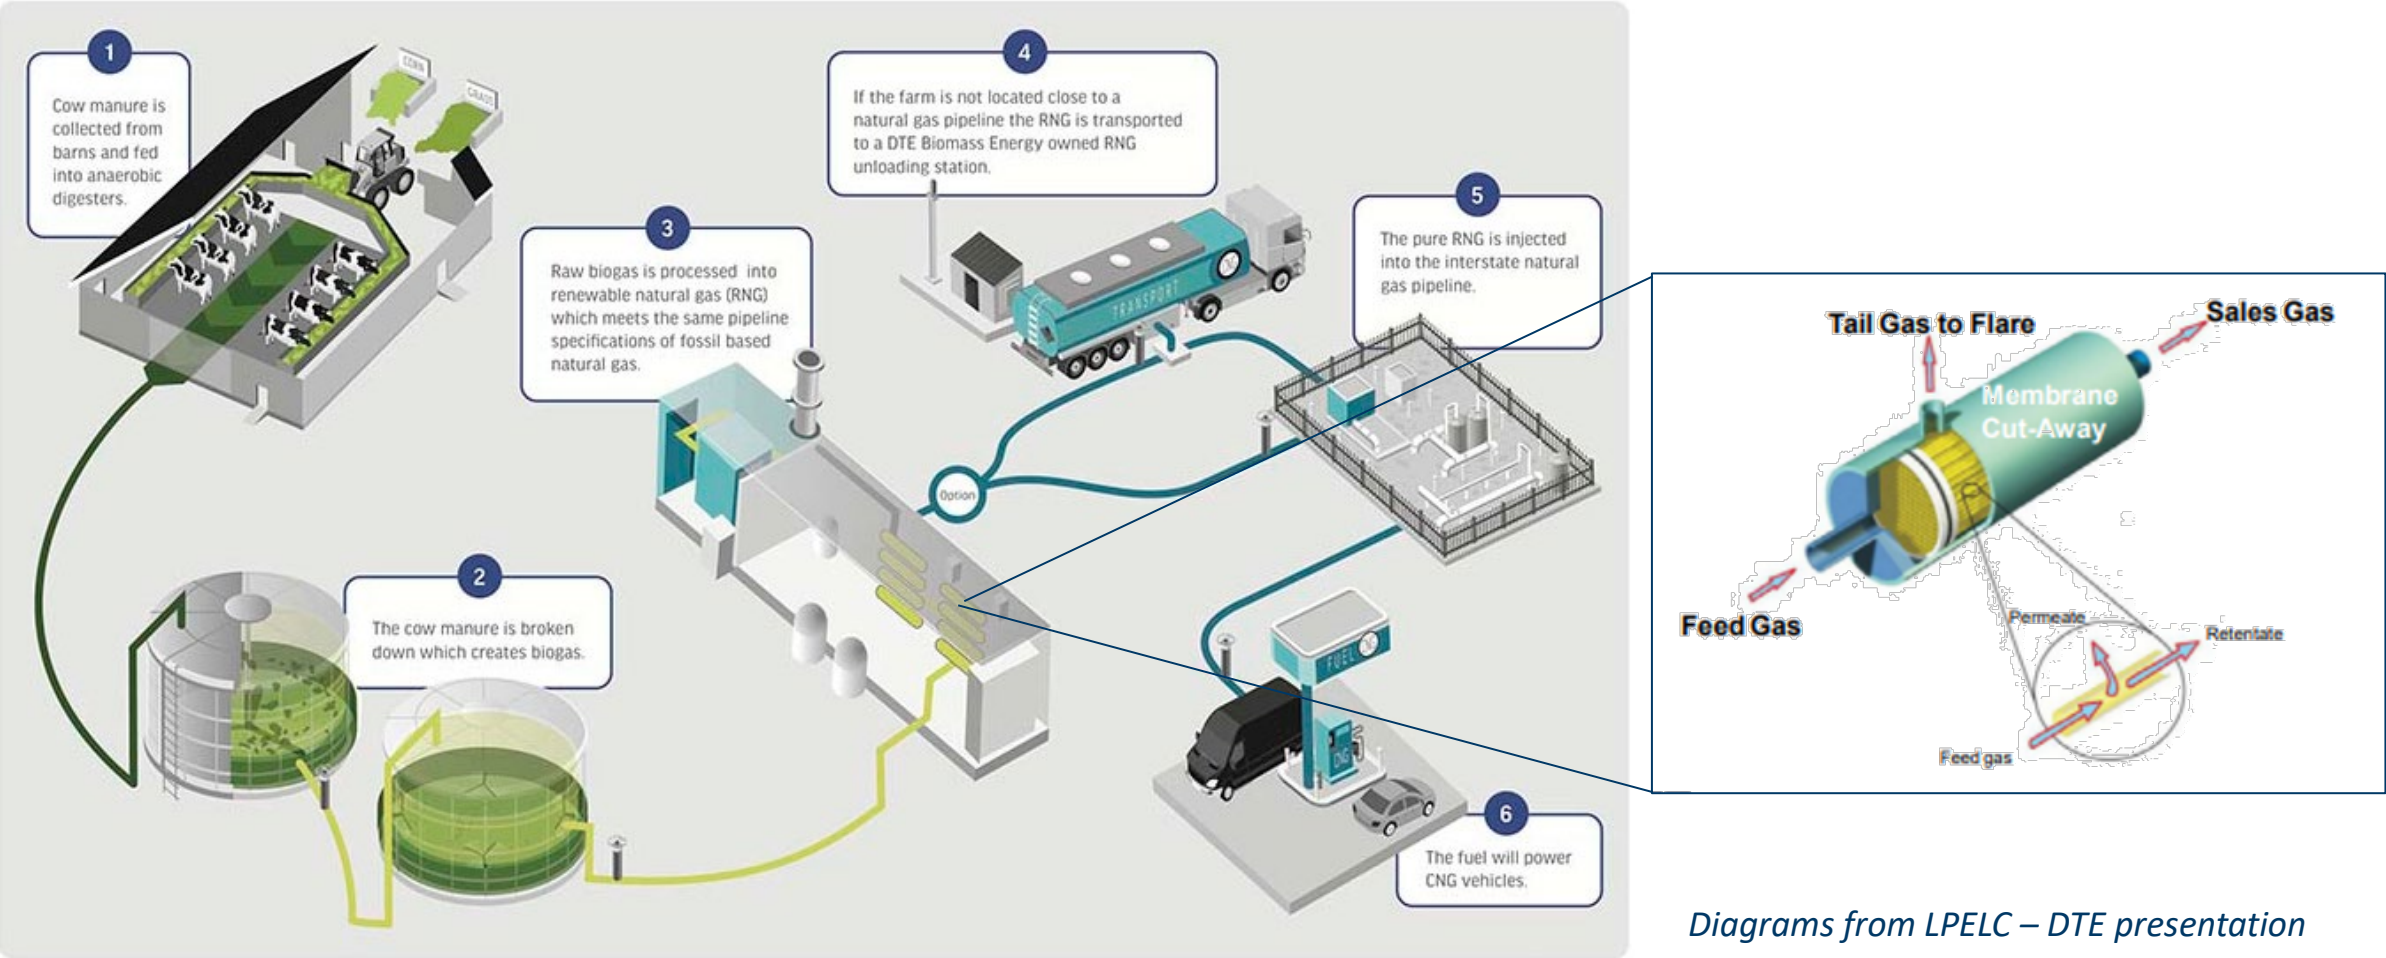 1
Cow manure is
collected from
barns and fed
into anaerobic
digesters.
CORN
GRASS
2
The cow manure is broken
down which creates biogas.
3
Raw biogas is processed into
renewable natural gas (RNG)
which meets the same pipeline
specifications of fossil based
natural gas.
4
If the farm is not located close to a
natural gas pipeline the RNG is transported
to a DTE Biomass Energy owned RNG
unloading station.
TRANSPORT
Option
5
The pure RNG is injected
into the interstate natural
gas pipeline.
FUEL
CNG
6
The fuel will power
CNG vehicles.
Tail Gas to Flare
Sales Gas
Membrane
Cut-Away
Feed Gas
Permeate
Retentate
Feed gas
Diagrams from LPELC – DTE presentation